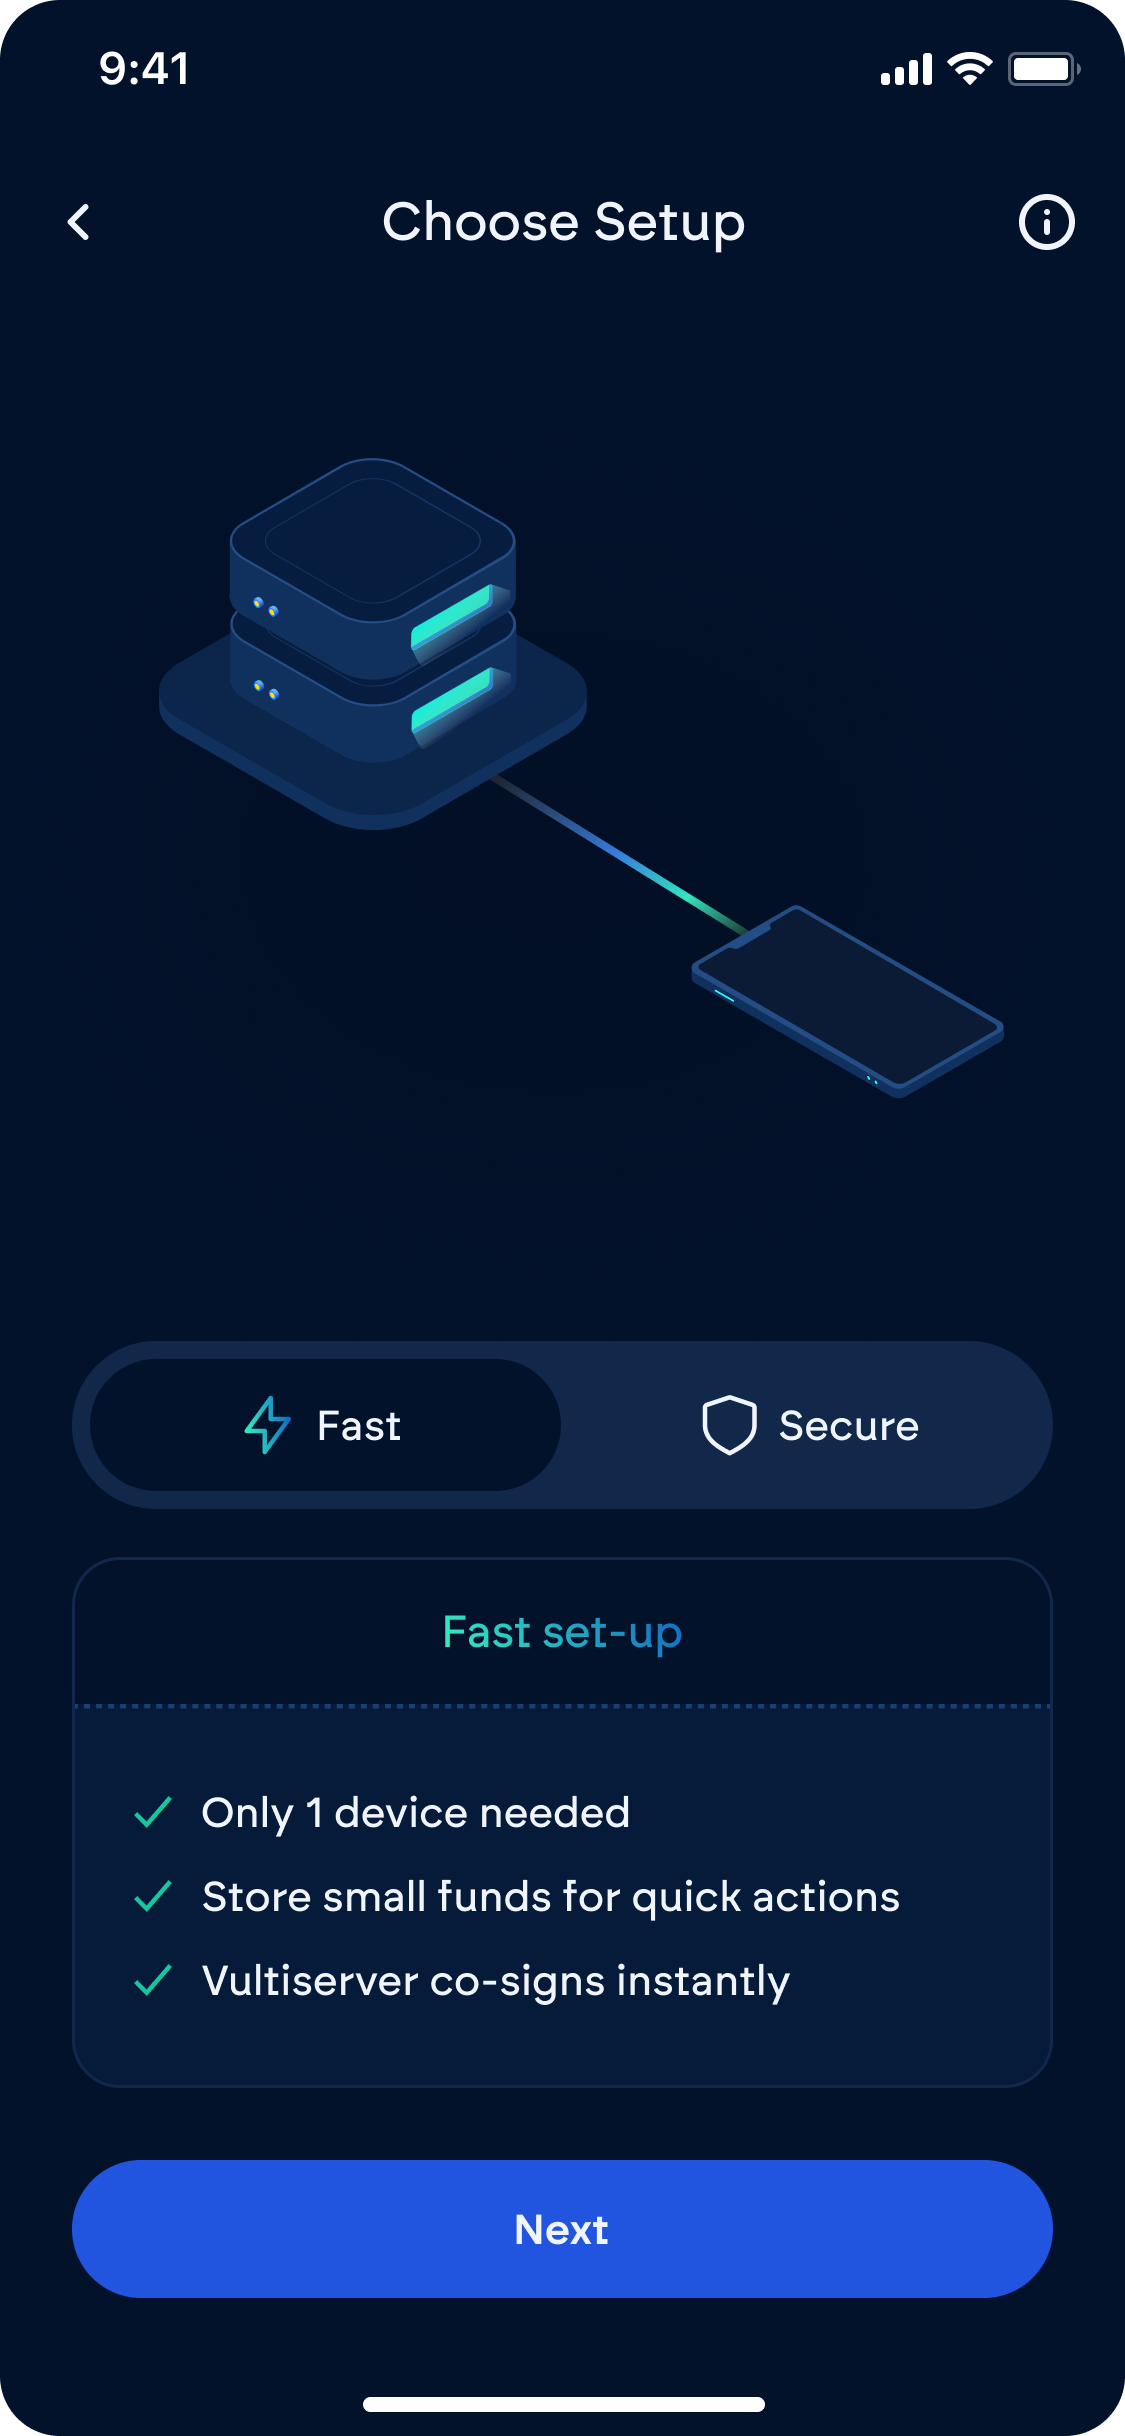 9:41
Choose Setup
Fast
Secure
Fast set-up
Only 1 device needed
Store small funds for quick actions
Vultiserver co-signs instantly
Next